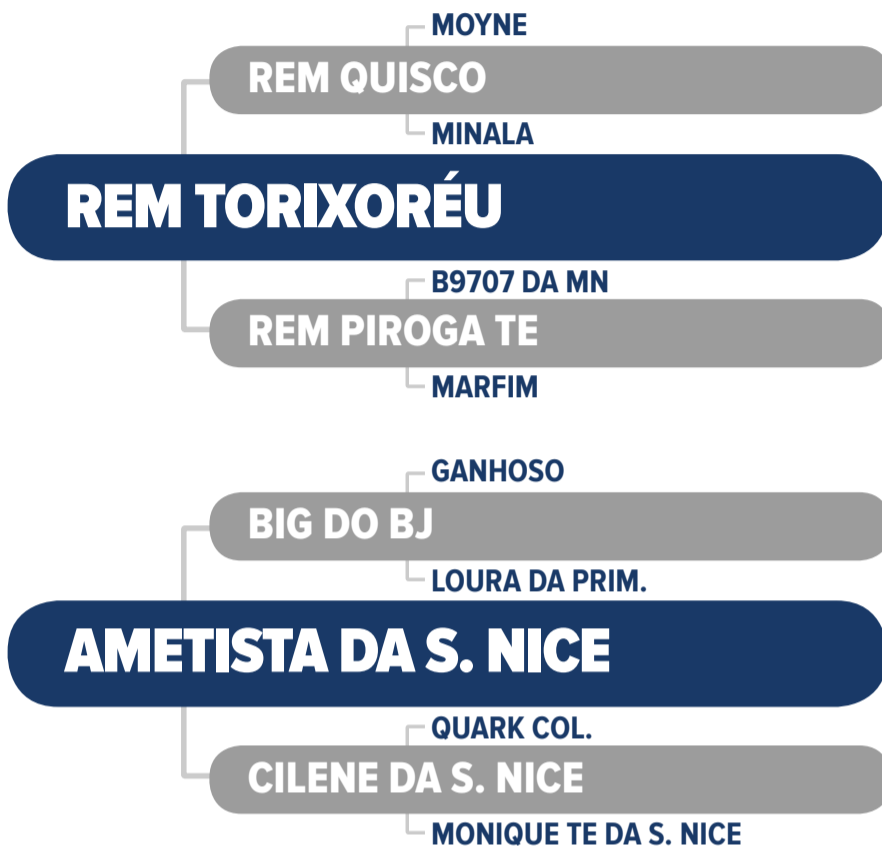 MOYNE
REM QUISCO
MINALA
REM TORIXORÉU
B9707 DA MN
REM PIROGA TE
MARFIM
GANHOSO
BIG DO BJ
LOURA DA PRIM.
AMETISTA DA S. NICE
QUARK COL.
CILENE DA S. NICE
MONIQUE TE DA S. NICE